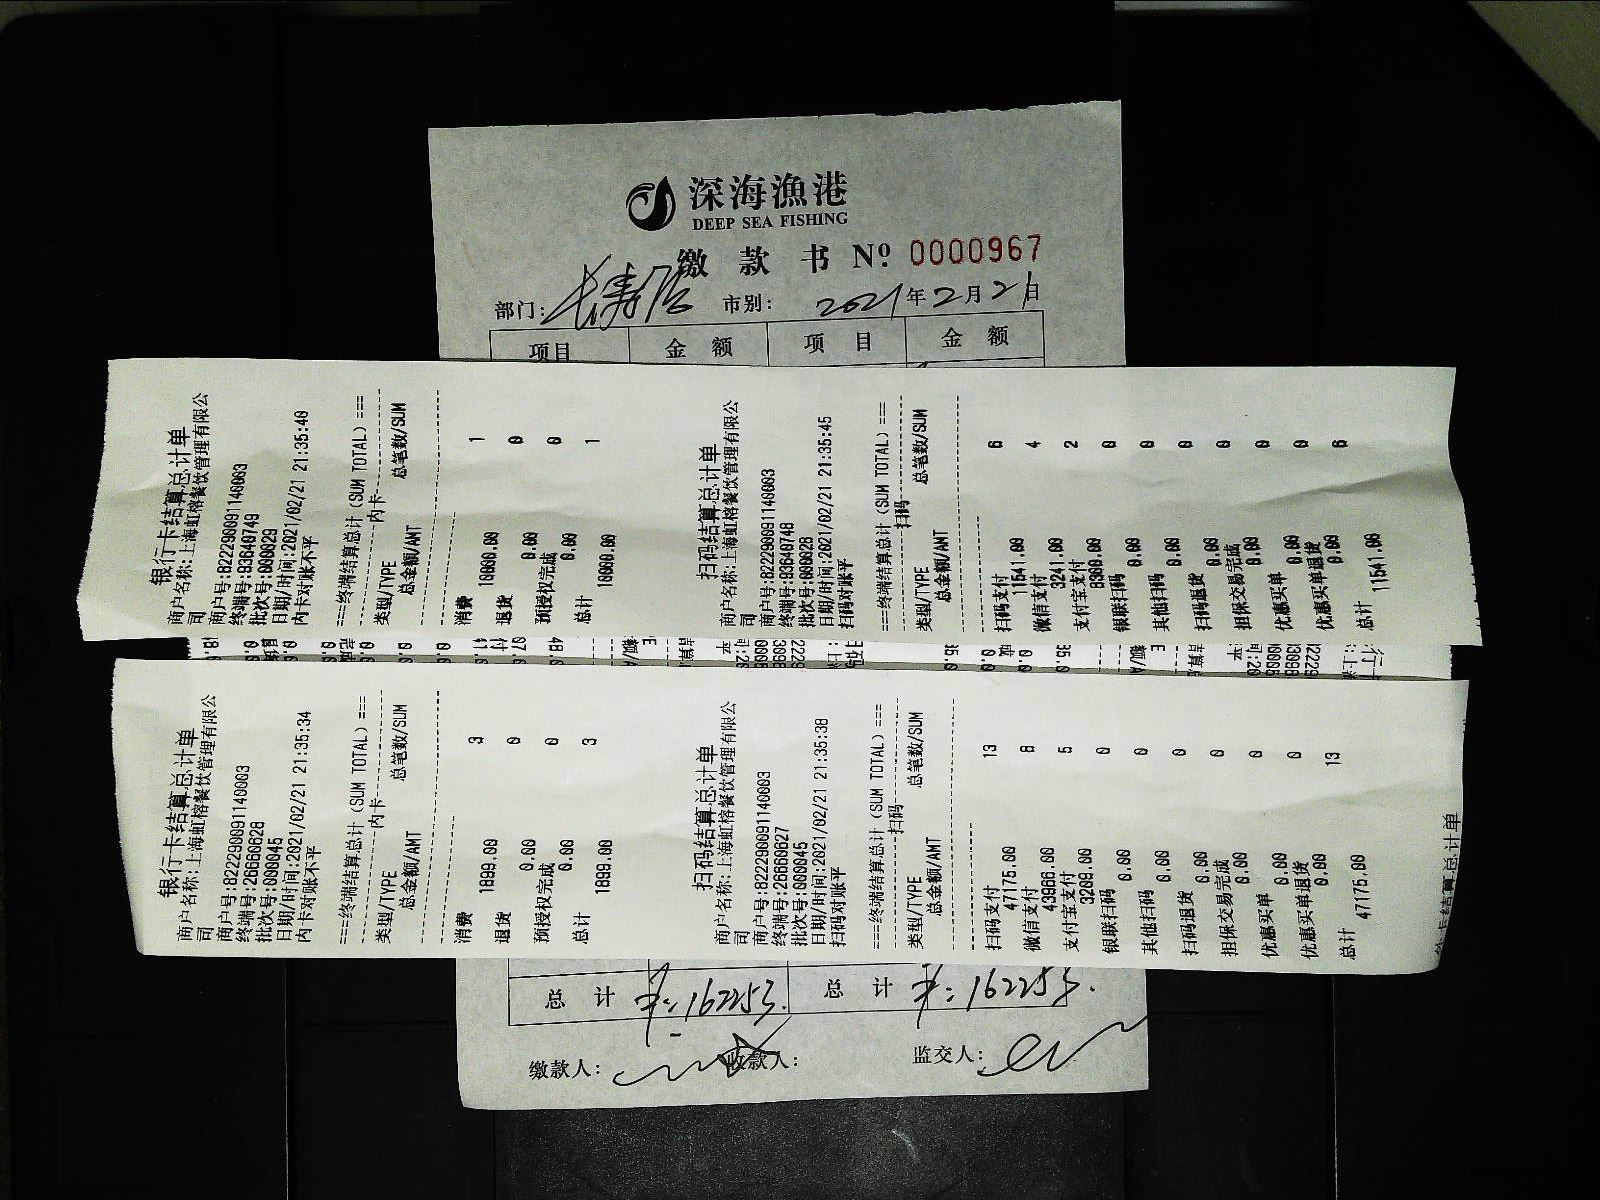 深海渔港
DEEP SEA FISHING
缴款书 Nº: 0000967
部门: 长寿店 市别: 2021年2月21日
项目 金额 项目 金额
银行卡结算总计单
商户名称:上海虹榕餐饮管理有限公
司
商户号:822290091140003
终端号:93640749
批次号:000029
日期/时间:2021/02/21 21:35:40
内卡对账不平
===终端结算总计(SUM TOTAL)===
内卡
类型/TYPE 总笔数/SUM
总金额/AMT
消费 1
10000.00
退货 0
0.00
预授权完成 0
0.00
总计 1
10000.00
扫码结算总计单
商户名称:上海虹榕餐饮管理有限公
司
商户号:822290091140003
终端号:93640748
批次号:000028
日期/时间:2021/02/21 21:35:45
扫码对账平
===终端结算总计(SUM TOTAL)===
扫码
类型/TYPE 总笔数/SUM
总金额/AMT
扫码支付 6
11541.00
微信支付 4
3241.00
支付宝支付 2
8300.00
银联扫码 0
0.00
其他扫码 0
0.00
扫码退货 0
0.00
担保交易完成 0
0.00
优惠买单 0
0.00
优惠买单退货 0
0.00
总计 6
11541.00
银行卡结算总计单
商户名称:上海虹榕餐饮管理有限公
司
商户号:822290091140003
终端号:26660628
批次号:000045
日期/时间:2021/02/21 21:35:34
内卡对账不平
===终端结算总计(SUM TOTAL)===
内卡
类型/TYPE 总笔数/SUM
总金额/AMT
消费 3
1899.00
退货 0
0.00
预授权完成 0
0.00
总计 3
1899.00
扫码结算总计单
商户名称:上海虹榕餐饮管理有限公
司
商户号:822290091140003
终端号:26660627
批次号:000045
日期/时间:2021/02/21 21:35:38
扫码对账平
===终端结算总计(SUM TOTAL)===
扫码
类型/TYPE 总笔数/SUM
总金额/AMT
扫码支付 13
47175.00
微信支付 8
43966.00
支付宝支付 5
3209.00
银联扫码 0
0.00
其他扫码 0
0.00
扫码退货 0
0.00
担保交易完成 0
0.00
优惠买单 0
0.00
优惠买单退货 0
0.00
总计 13
47175.00
总计 ¥:162253. 总计 ¥:162253.
缴款人: 收款人: 监交人: